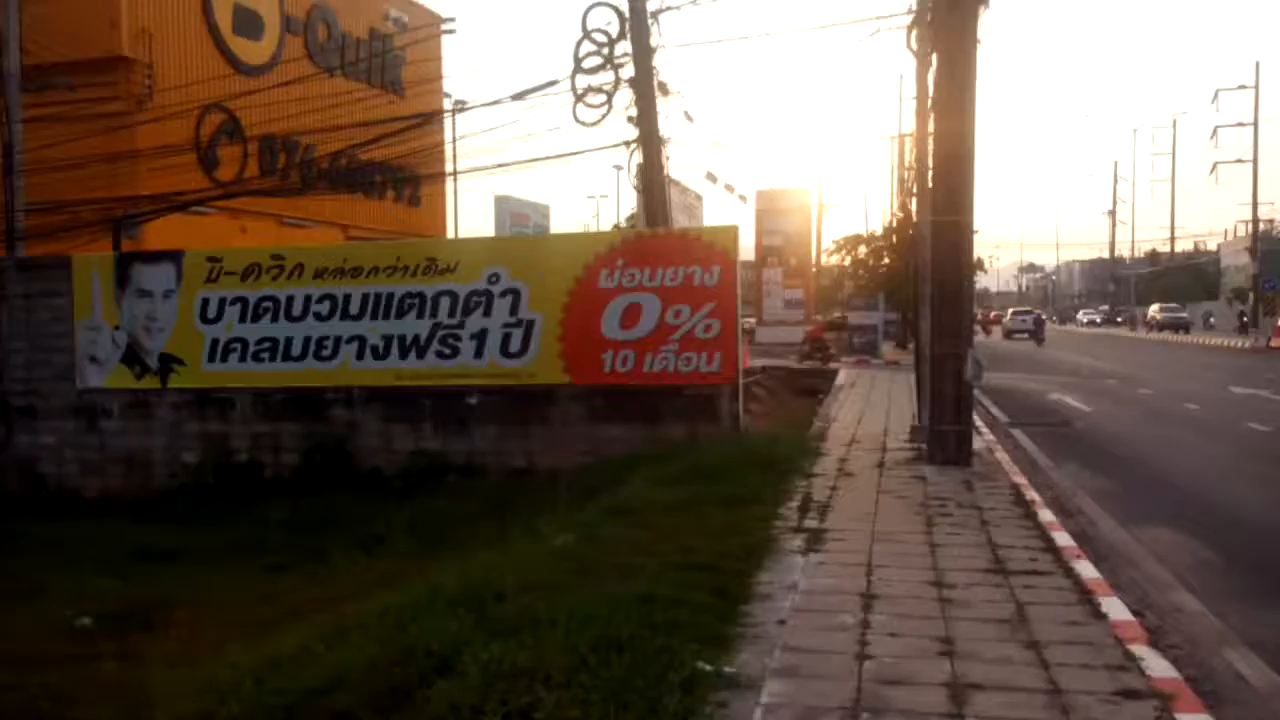 B-Quik
บี-ควิก หล่อกว่าเดิม
บาดบวมแตกตำ
เคลมยางฟรี 1 ปี
ผ่อนยาง
0%
10 เดือน